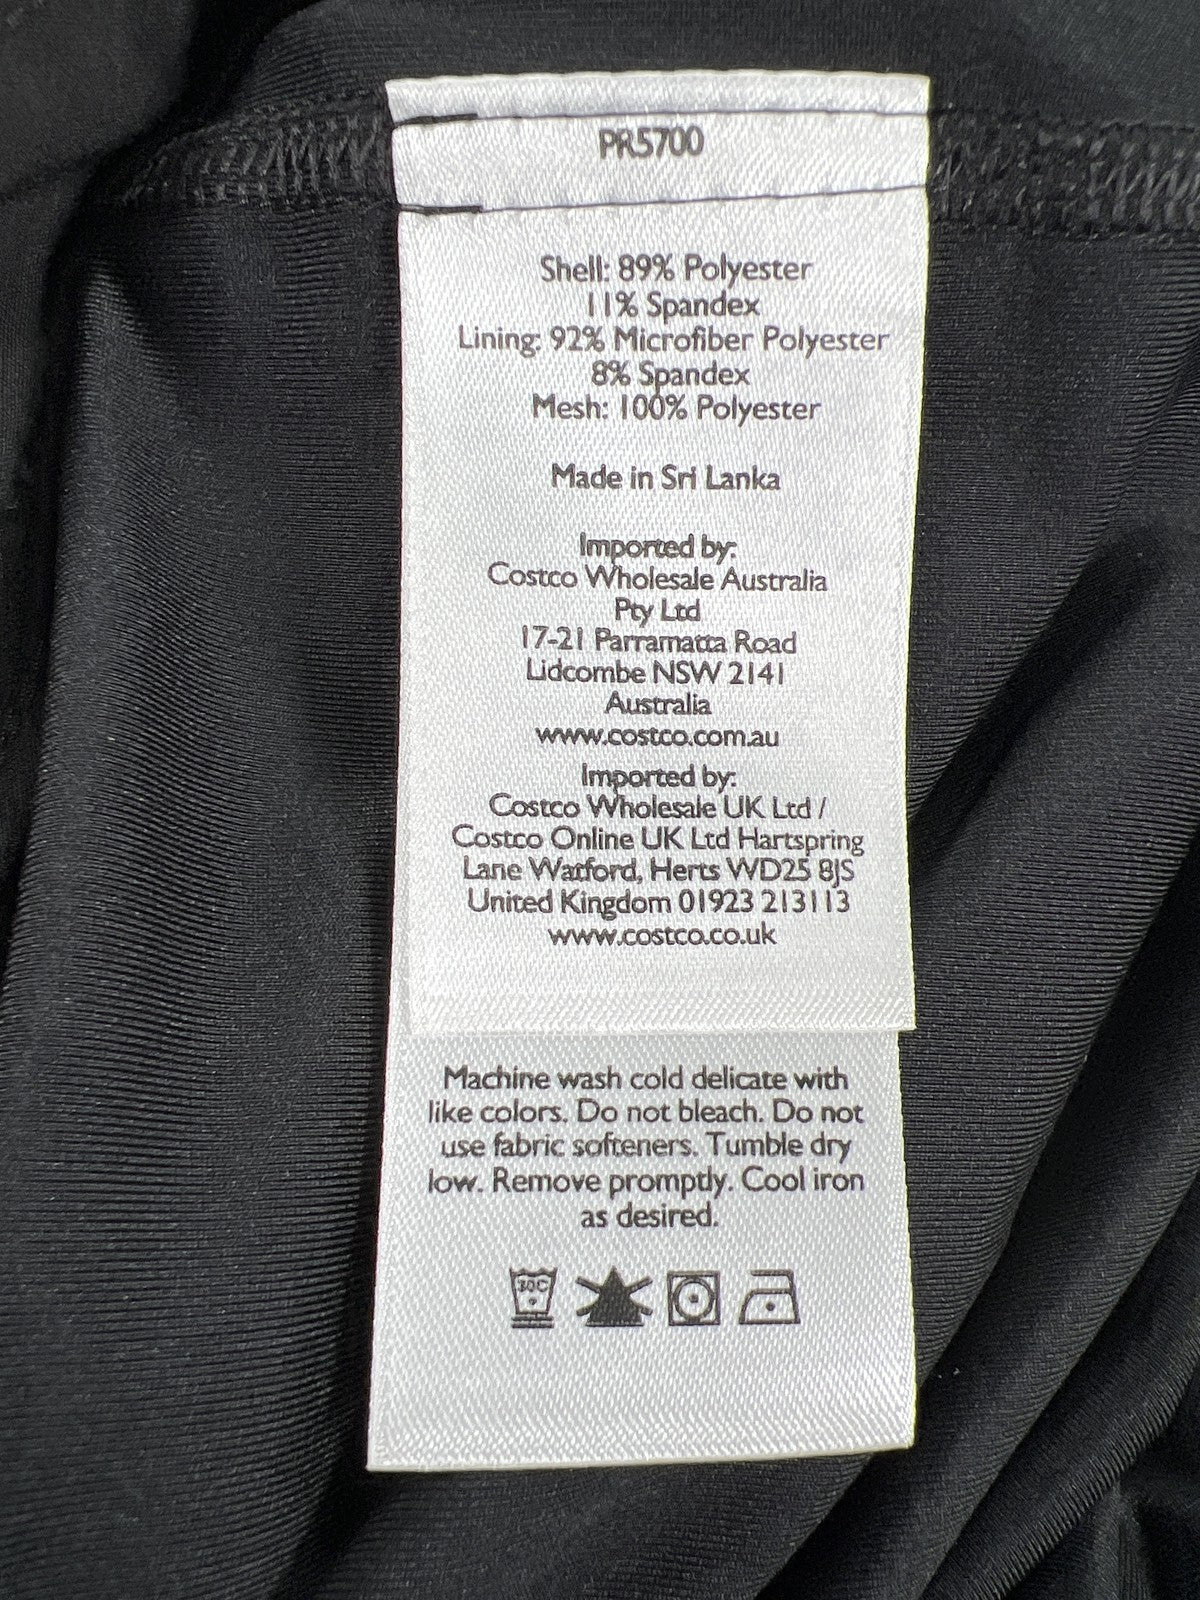 PR5700
Shell: 89% Polyester
11% Spandex
Lining: 92% Microfiber Polyester
8% Spandex
Mesh: 100% Polyester
Made in Sri Lanka
Imported by:
Costco Wholesale Australia
Pty Ltd
17-21 Parramatta Road
Lidcombe NSW 2141
Australia
www.costco.com.au
Imported by:
Costco Wholesale UK Ltd /
Costco Online UK Ltd Hartspring
Lane Watford, Herts WD25 8JS
United Kingdom 01923 213113
www.costco.co.uk
Machine wash cold delicate with
like colors. Do not bleach. Do not
use fabric softeners. Tumble dry
low. Remove promptly. Cool iron
as desired.
30C